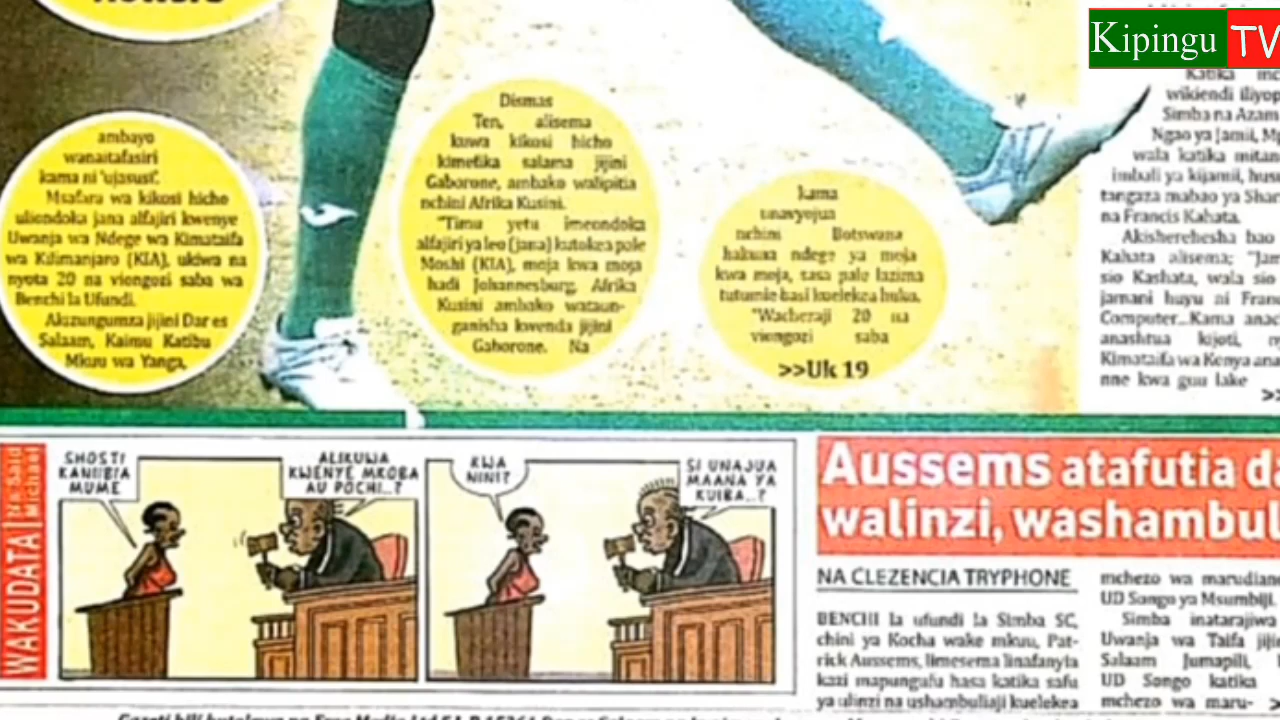 Kipingu TV
ambayo
wanaitafasiri
kama ni 'ujasusi'.
Msafara wa kikosi hicho
uliondoka jana alfajiri kwenye
Uwanja wa Ndege wa Kimataifa
wa Kilimanjaro (KIA), ukiwa na
nyota 20 na viongozi saba wa
Benchi la Ufundi.
Akizungumza jijini Dar es
Salaam, Kaimu Katibu
Mkuu wa Yanga,
Dismas
Ten, alisema
kuwa kikosi hicho
kimefika salama jijini
Gaborone, ambako walipitia
nchini Afrika Kusini.
"Timu yetu imeondoka
alfajiri ya leo (jana) kutokea pale
Moshi (KIA), moja kwa moja
hadi Johannesburg, Afrika
Kusini ambako wataun-
ganisha kwenda jijini
Gaborone. Na
kama
unavyojua
nchini Botswana
hakuna ndege ya moja
kwa moja, sasa pale lazima
tutumie basi kuelekea huko.
"Wachezaji 20 na
viongozi saba
>>Uk 19
Katika
wikiendi iliyop
Simba na Azam
Ngao ya Jamii,
wala katika mitan
imbali ya kijamii,
tangaza mabao ya Shar
na Francis Kahata.
Akisherehesha bao
Kahata alisema; "Jam
sio Kashata, wala sio
jamani huyu ni Franc
Computer...Kama anac
anashtua kijoti,
Kimataifa wa Kenya ana
nne kwa guu lake
WAKUDATA
Na Said
Michael
SHOSTI
KANIIBIA
MUME
ALIKUWA
KWENYE MKOBA
AU POCHI..?
KWA
NINI?
SI UNAJUA
MAANA YA
KUIBA..?
Aussems atafutia da
walinzi, washambul
NA CLEZENCIA TRYPHONE
BENCHI la ufundi la Simba SC,
chini ya Kocha wake mkuu, Pat-
rick Aussems, limesema linafanyia
kazi mapungufu hasa katika safu
ya ulinzi na ushambuliaji kuelekea
mchezo wa marudiano
UD Songo ya Msumbiji.
Simba inatarajiwa
Uwanja wa Taifa jiji
Salaam Jumapili,
UD Songo katika
mchezo wa maru-